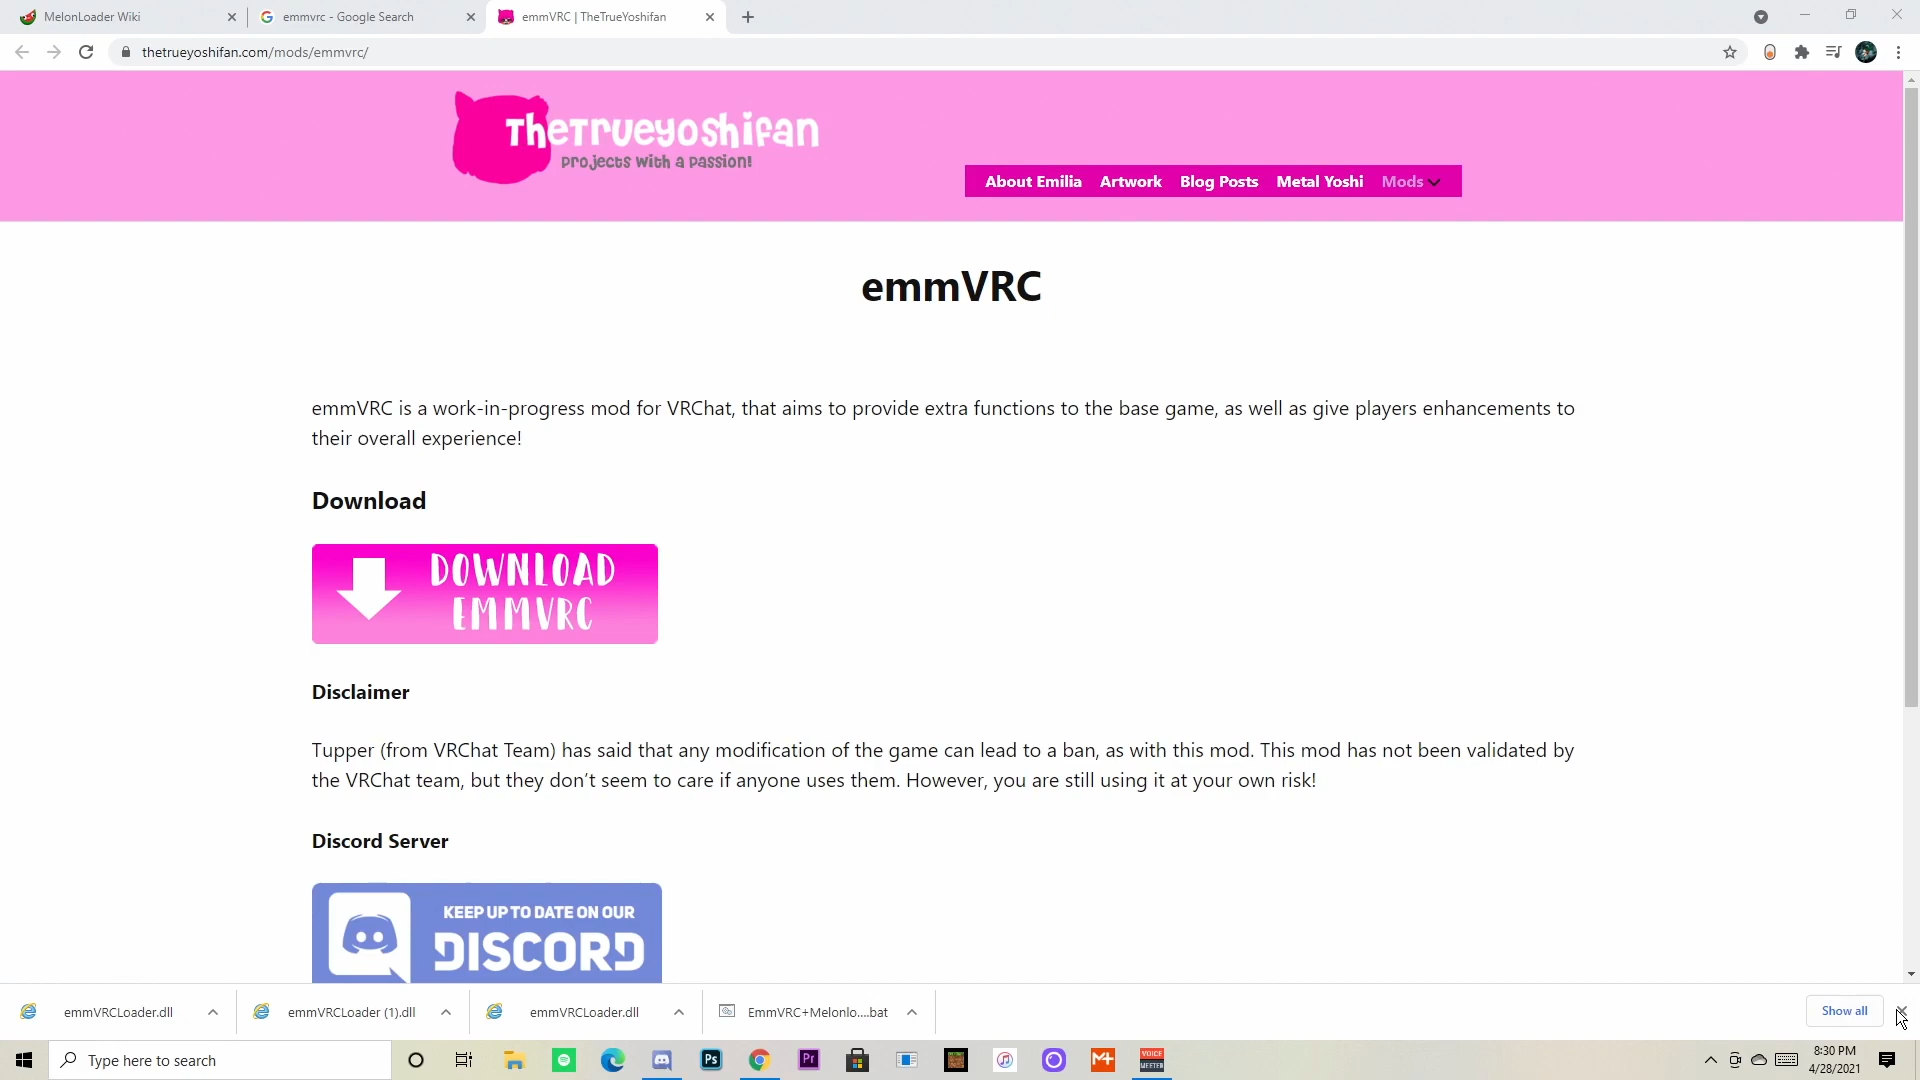 MelonLoader Wiki
emmvrc - Google Search
emmVRC | TheTrueYoshifan
thetrueyoshifan.com/mods/emmvrc/
TheTrueyoshifan
Projects with a passion!
About Emilia Artwork Blog Posts Metal Yoshi Mods
emmVRC
emmVRC is a work-in-progress mod for VRChat, that aims to provide extra functions to the base game, as well as give players enhancements to
their overall experience!
Download
DOWNLOAD
EMMVRC
Disclaimer
Tupper (from VRChat Team) has said that any modification of the game can lead to a ban, as with this mod. This mod has not been validated by
the VRChat team, but they don’t seem to care if anyone uses them. However, you are still using it at your own risk!
Discord Server
KEEP UP TO DATE ON OUR
DISCORD
emmVRCLoader.dll
emmVRCLoader (1).dll
emmVRCLoader.dll
EmmVRC+Melonlo....bat
Show all
Type here to search
Ps
Pr
M+
VOICE
MEETER
8:30 PM
4/28/2021